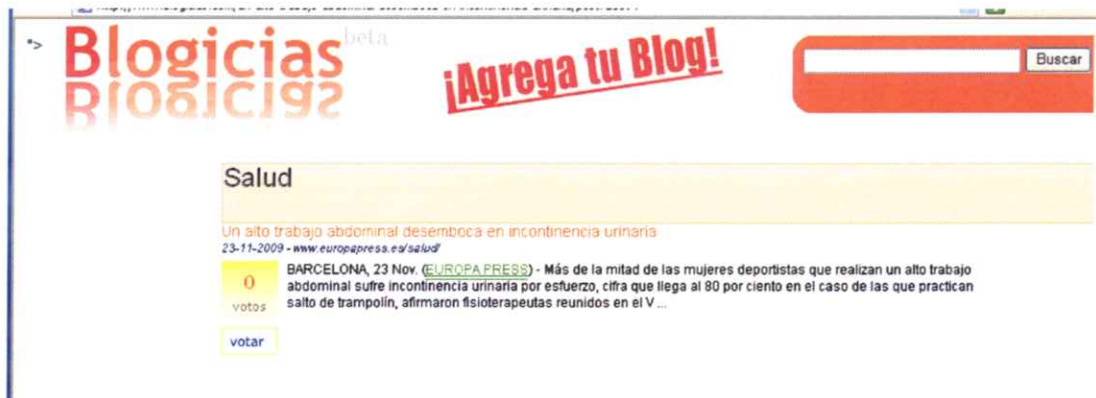 ">
Blogicias beta
¡Agrega tu Blog!
Buscar
Salud
Un alto trabajo abdominal desemboca en incontinencia urinaria
23-11-2009 - www.europapress.es/salud/
0
votos
votar
BARCELONA, 23 Nov. (EUROPA PRESS) - Más de la mitad de las mujeres deportistas que realizan un alto trabajo
abdominal sufre incontinencia urinaria por esfuerzo, cifra que llega al 80 por ciento en el caso de las que practican
salto de trampolín, afirmaron fisioterapeutas reunidos en el V ...